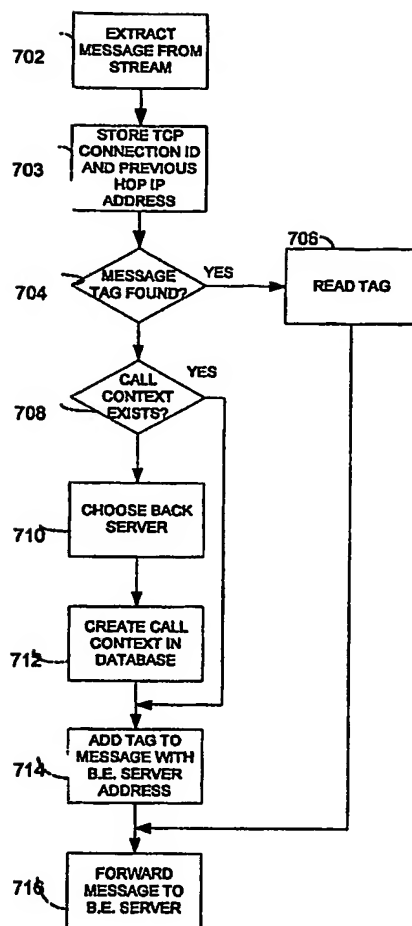 702
EXTRACT
MESSAGE FROM
STREAM
703
STORE TCP
CONNECTION ID
AND PREVIOUS
HOP IP
ADDRESS
704
MESSAGE
TAG FOUND?
YES
706
READ TAG
708
CALL
CONTEXT
EXISTS?
YES
710
CHOOSE BACK
SERVER
712
CREATE CALL
CONTEXT IN
DATABASE
714
ADD TAG TO
MESSAGE WITH
B.E. SERVER
ADDRESS
716
FORWARD
MESSAGE TO
B.E. SERVER